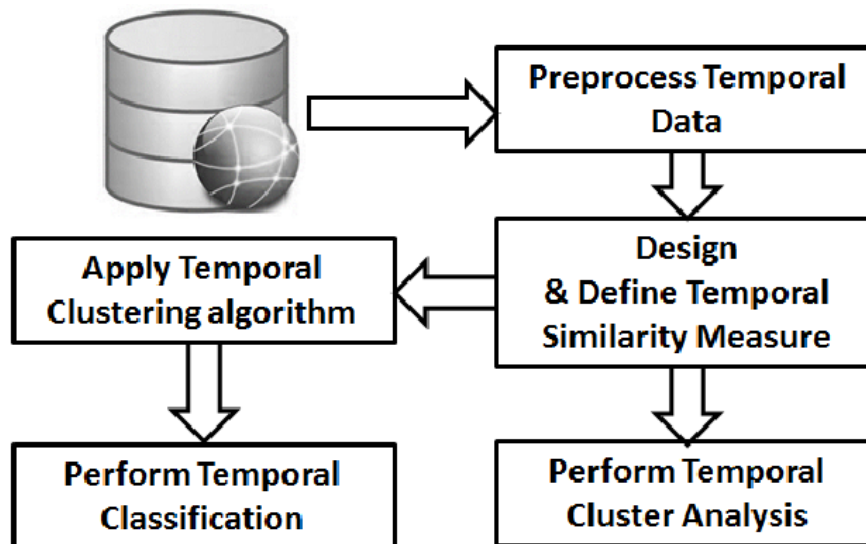 Preprocess Temporal
Data
Design
& Define Temporal
Similarity Measure
Apply Temporal
Clustering algorithm
Perform Temporal
Classification
Perform Temporal
Cluster Analysis